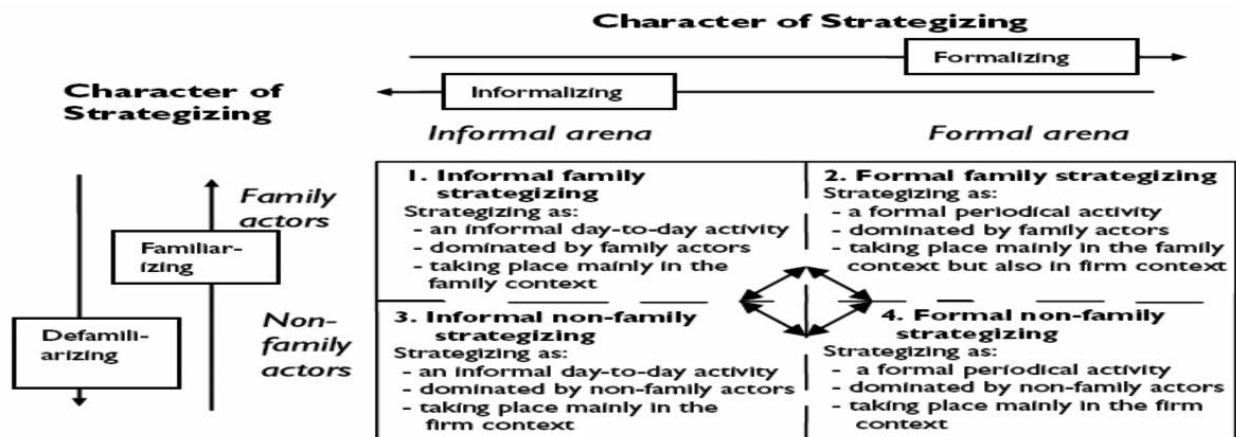 Character of Strategizing
Formalizing
Character of
Strategizing
Informalizing
Informal arena
Formal arena
Family
actors
Familiar-
izing
Non-
family
actors
Defamili-
arizing
1. Informal family
strategizing
Strategizing as:
- an informal day-to-day activity
- dominated by family actors
- taking place mainly in the
family context
2. Formal family strategizing
Strategizing as:
- a formal periodical activity
- dominated by family actors
- taking place mainly in the family
context but also in firm context
3. Informal non-family
strategizing
Strategizing as:
- an informal day-to-day activity
- dominated by non-family actors
- taking place mainly in the
firm context
4. Formal non-family
strategizing
Strategizing as:
- a formal periodical activity
- dominated by non-family actors
- taking place mainly in the firm
context